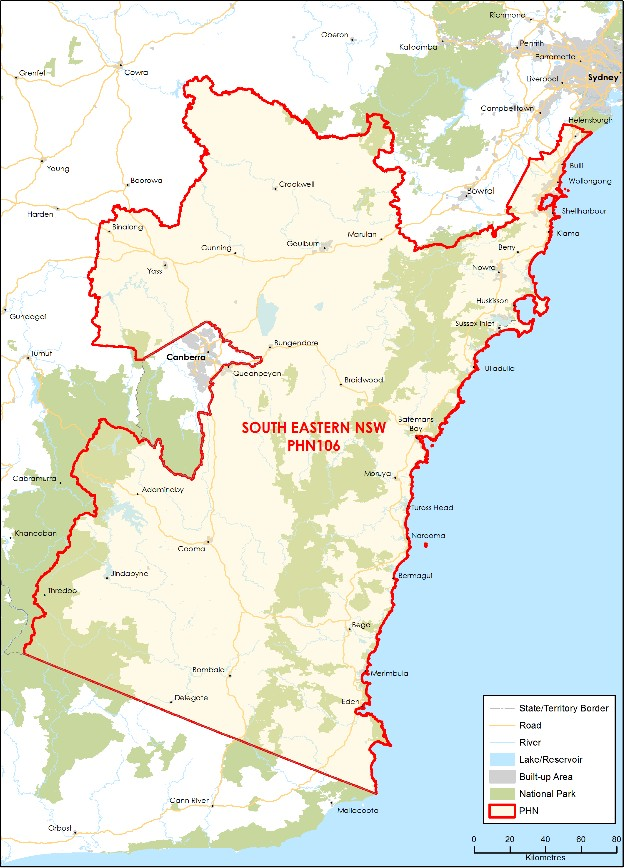 Richmond
Oberon
Katoomba
Penrith
Parramatta
Grenfell
Cowra
Liverpool
Sydney
Campbelltown
Helensburgh
Young
Bulli
Boorowa
Crookwell
Bowral
Wollongong
Harden
Shellharbour
Binalong
Marulan
Kiama
Gunning
Goulburn
Berry
Yass
Nowra
Huskisson
Gundagai
Sussex Inlet
Bungendore
Tumut
Canberra
Ulladulla
Queanbeyan
Braidwood
SOUTH EASTERN NSW
PHN106
Batemans
Bay
Cabramurra
Moruya
Adaminaby
Tuross Head
Khancoban
Narooma
Cooma
Jindabyne
Bermagui
Thredbo
Bega
Bombala
Merimbula
Delegate
Eden
Cann River
Mallacoota
Orbost
State/Territory Border
Road
River
Lake/Reservoir
Built-up Area
National Park
PHN
0 20 40 60 80
Kilometres